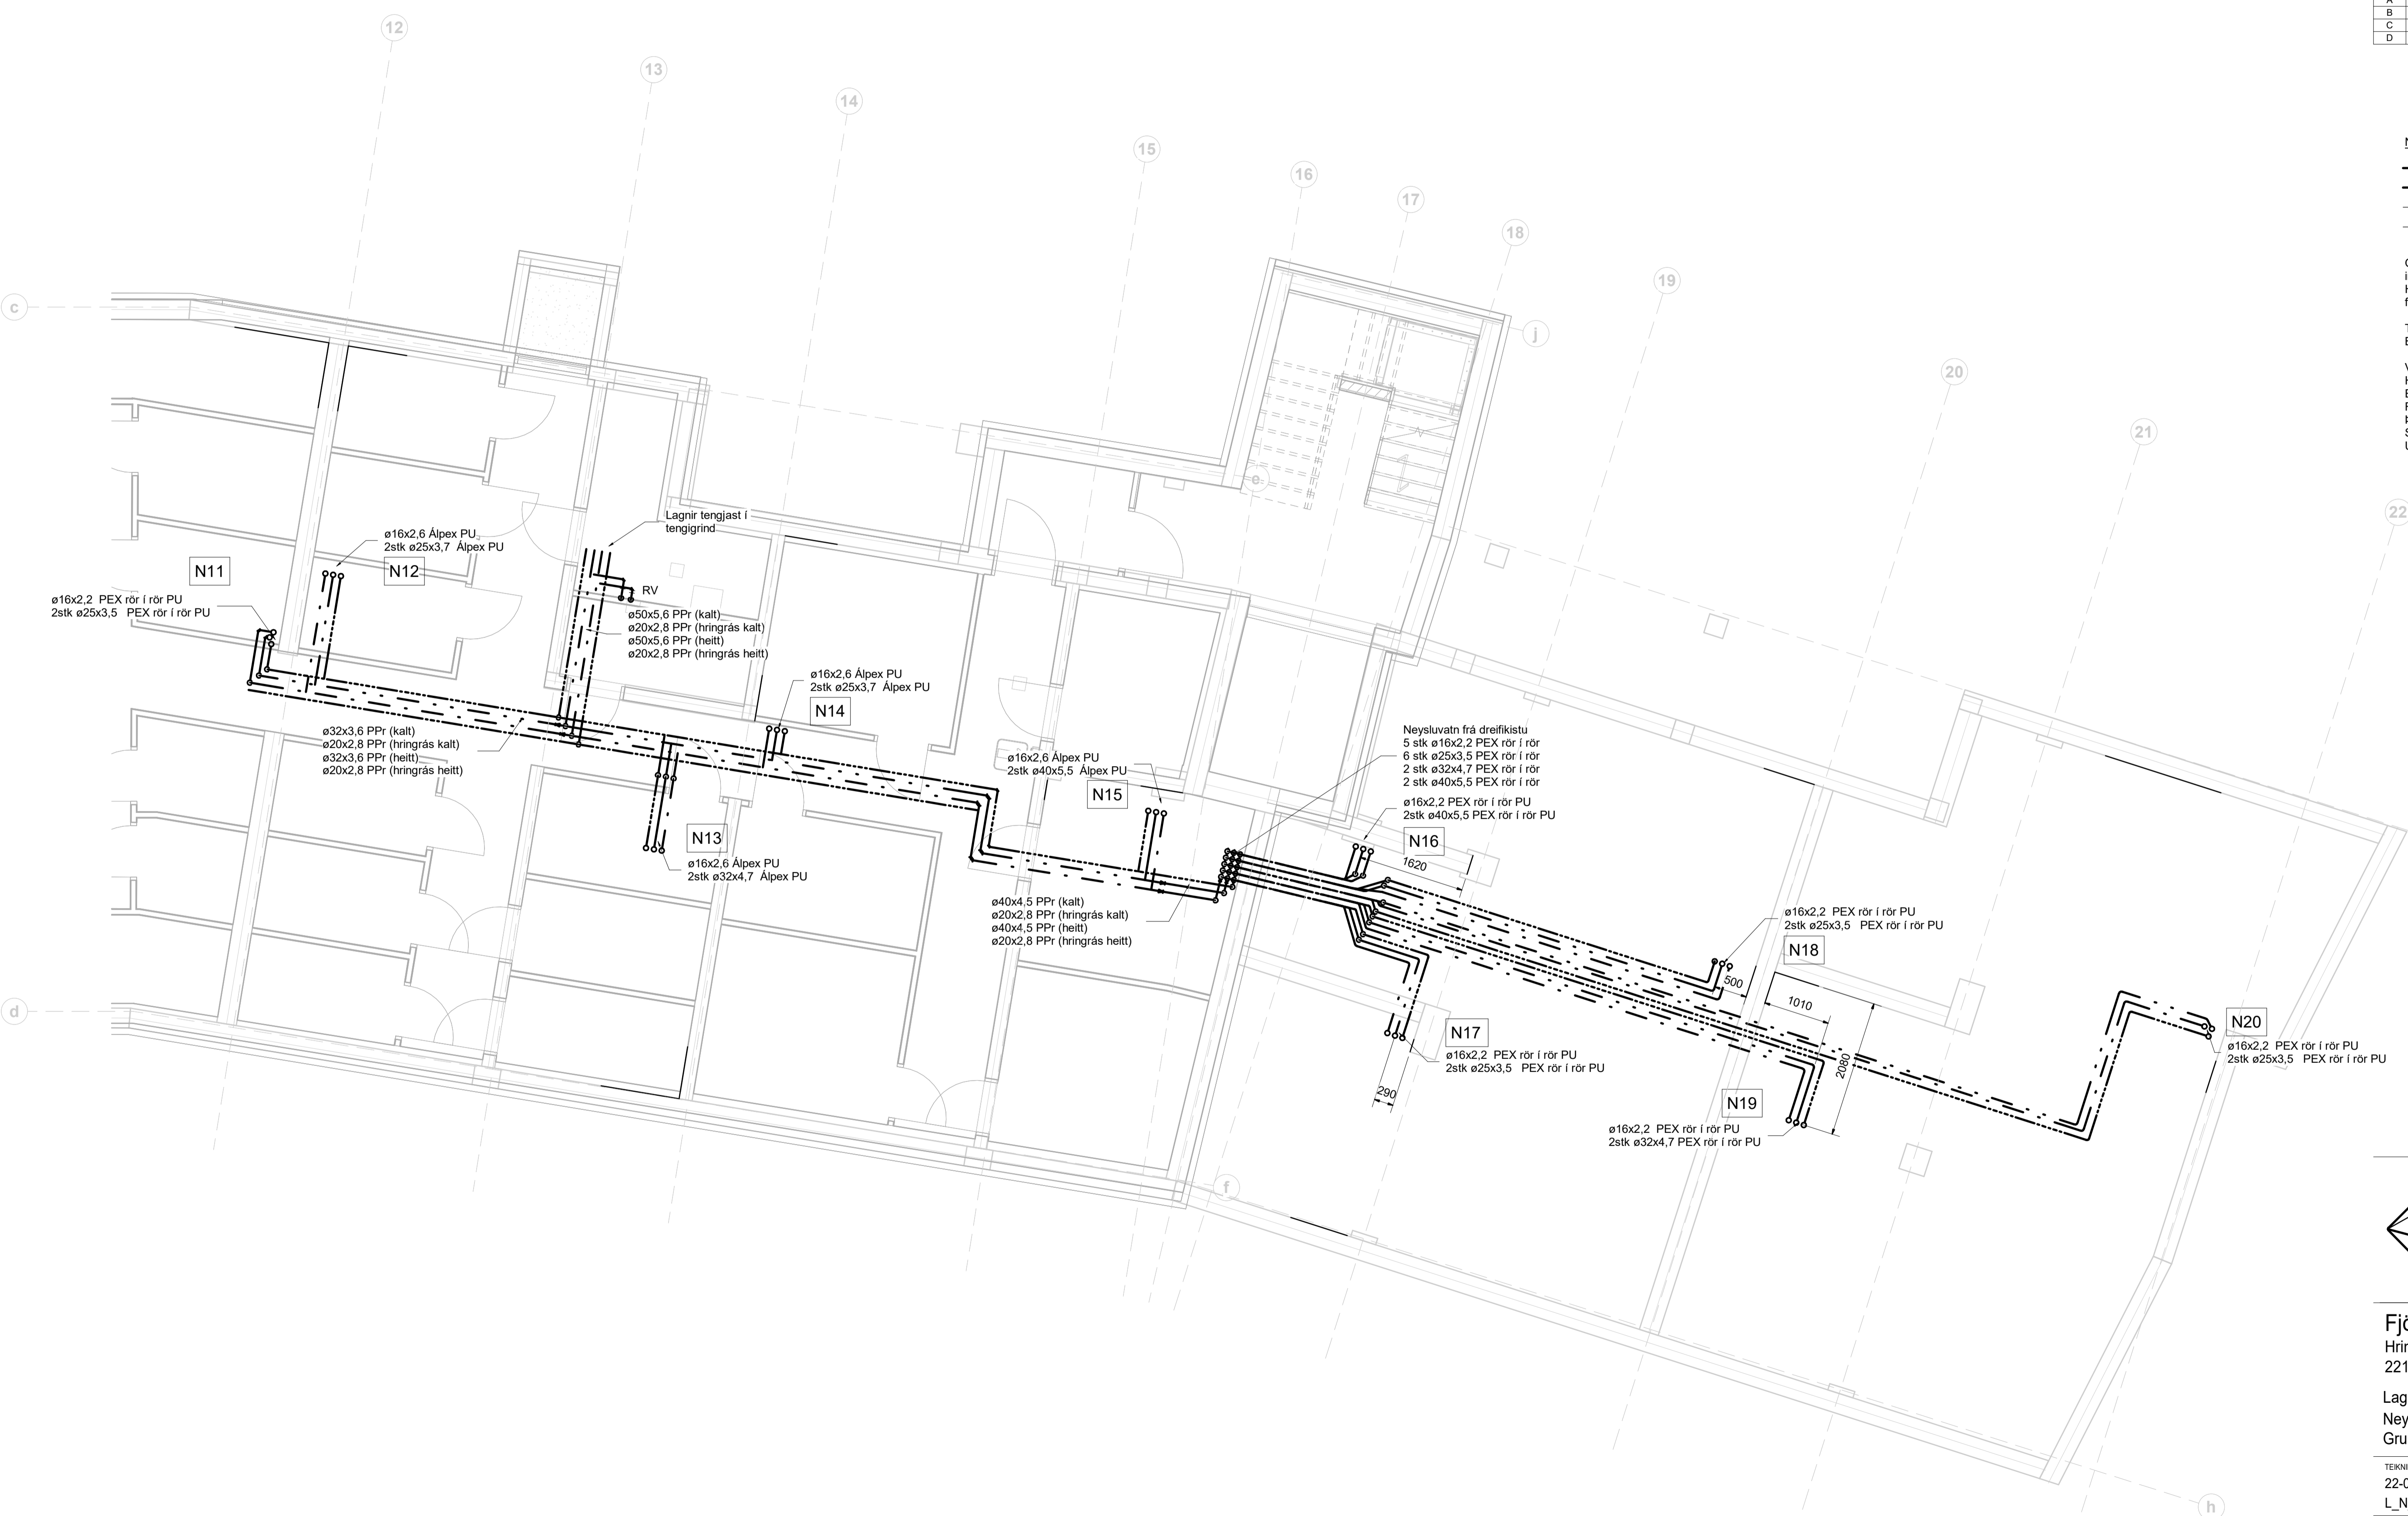 A
B
C
D
12
13
14
15
16
17
18
19
20
21
22
c
j
e
d
f
h
Lagnir tengjast í
tengigrind
ø16x2,6 Álpex PU
2stk ø25x3,7 Álpex PU
N11
N12
ø16x2,2 PEX rör í rör PU
2stk ø25x3,5 PEX rör í rör PU
RV
ø50x5,6 PPr (kalt)
ø20x2,8 PPr (hringrás kalt)
ø50x5,6 PPr (heitt)
ø20x2,8 PPr (hringrás heitt)
ø16x2,6 Álpex PU
2stk ø25x3,7 Álpex PU
N14
ø32x3,6 PPr (kalt)
ø20x2,8 PPr (hringrás kalt)
ø32x3,6 PPr (heitt)
ø20x2,8 PPr (hringrás heitt)
N13
ø16x2,6 Álpex PU
2stk ø32x4,7 Álpex PU
ø16x2,6 Álpex PU
2stk ø40x5,5 Álpex PU
N15
Neysluvatn frá dreifikistu
5 stk ø16x2,2 PEX rör í rör
6 stk ø25x3,5 PEX rör í rör
2 stk ø32x4,7 PEX rör í rör
2 stk ø40x5,5 PEX rör í rör
ø16x2,2 PEX rör í rör PU
2stk ø40x5,5 PEX rör í rör PU
N16
1620
ø40x4,5 PPr (kalt)
ø20x2,8 PPr (hringrás kalt)
ø40x4,5 PPr (heitt)
ø20x2,8 PPr (hringrás heitt)
ø16x2,2 PEX rör í rör PU
2stk ø25x3,5 PEX rör í rör PU
N18
500
1010
2080
N17
ø16x2,2 PEX rör í rör PU
2stk ø25x3,5 PEX rör í rör PU
290
N19
ø16x2,2 PEX rör í rör PU
2stk ø32x4,7 PEX rör í rör PU
N20
ø16x2,2 PEX rör í rör PU
2stk ø25x3,5 PEX rör í rör PU
Fjö
Hrin
221
Lag
Ney
Gru
TEIKNI
22-0
L_N